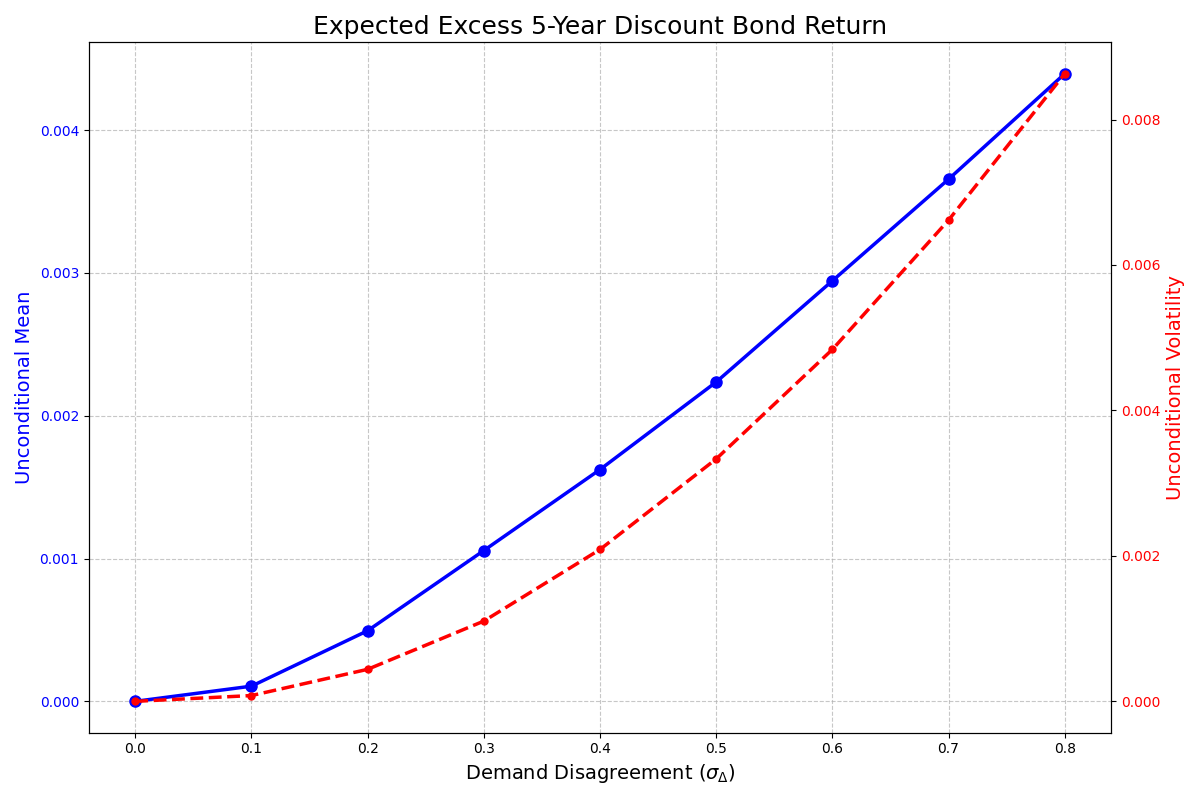 Expected Excess 5-Year Discount Bond Return
Unconditional Mean
0.004
0.003
0.002
0.001
0.000
0.008
0.006
0.004
0.002
0.000
Unconditional Volatility
0.0 0.1 0.2 0.3 0.4 0.5 0.6 0.7 0.8
Demand Disagreement (σΔ)